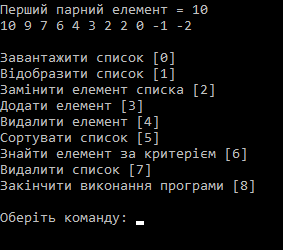 Перший парний елемент = 10
10 9 7 6 4 3 2 2 0 -1 -2
Завантажити список [0]
Відобразити список [1]
Замінити елемент списка [2]
Додати елемент [3]
Видалити елемент [4]
Сортувати список [5]
Знайти елемент за критерієм [6]
Видалити список [7]
Закінчити виконання програми [8]
Оберіть команду: